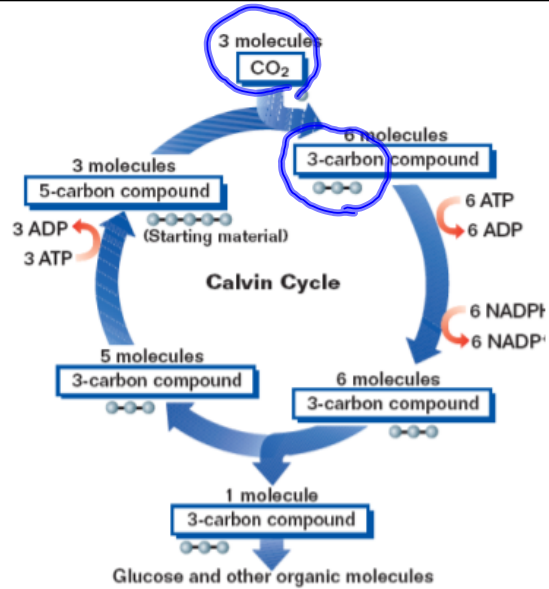 3 molecules
CO₂
6 molecules
3-carbon compound
3 molecules
5-carbon compound
(Starting material)
3 ADP
3 ATP
6 ATP
6 ADP
Calvin Cycle
6 NADPH
6 NADP⁺
5 molecules
3-carbon compound
6 molecules
3-carbon compound
1 molecule
3-carbon compound
Glucose and other organic molecules